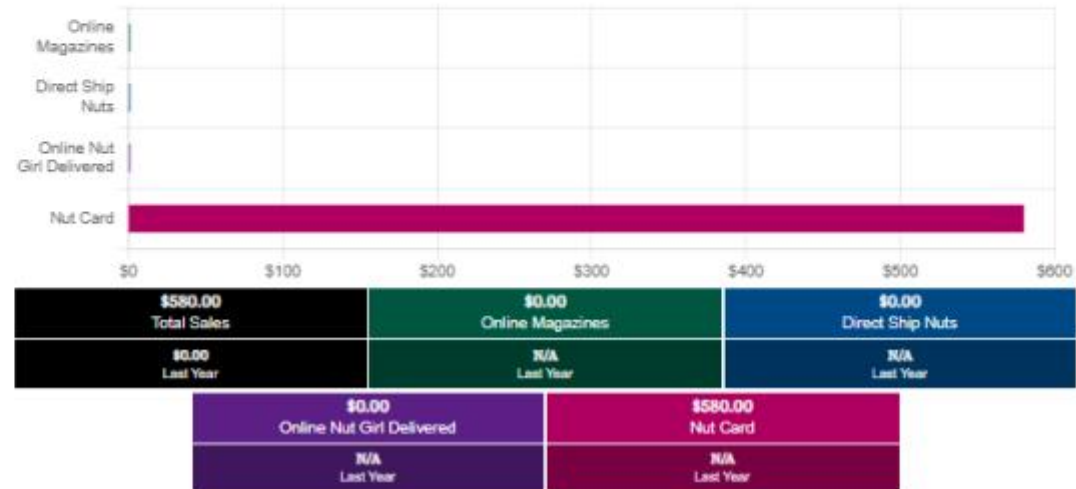 Online
Magazines
Direct Ship
Nuts
Online Nut
Girl Delivered
Nut Card
$0 $100 $200 $300 $400 $500 $600
$580.00 $0.00 $0.00
Total Sales Online Magazines Direct Ship Nuts
$0.00 N/A N/A
Last Year Last Year Last Year
$0.00 $580.00
Online Nut Girl Delivered Nut Card
N/A N/A
Last Year Last Year